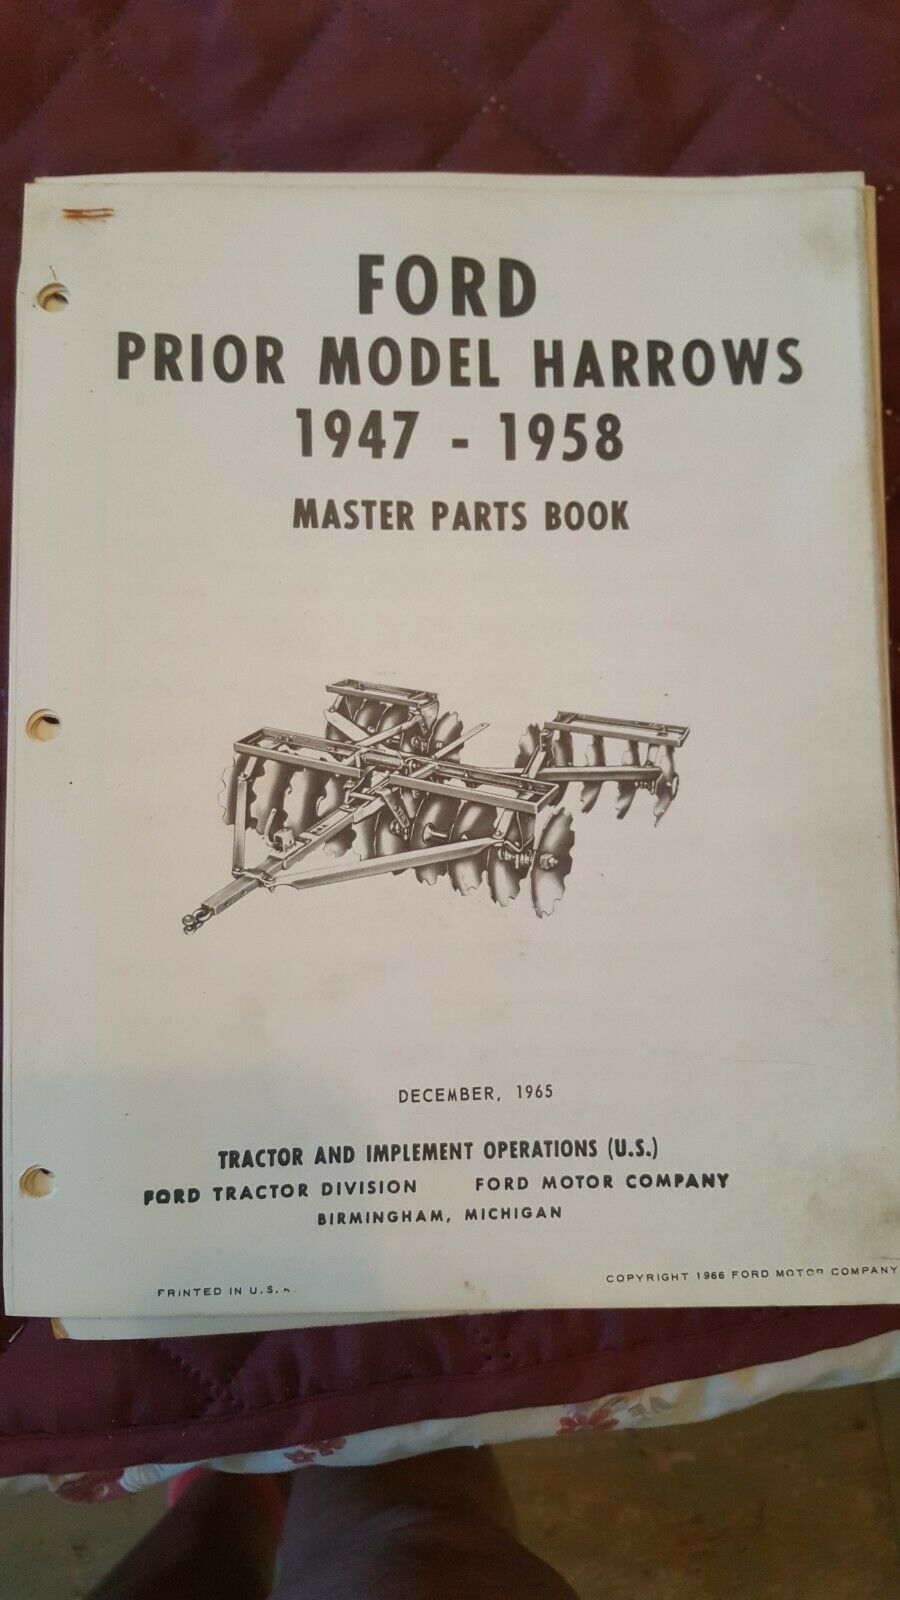 FORD
PRIOR MODEL HARROWS
1947 - 1958
MASTER PARTS BOOK
DECEMBER, 1965
TRACTOR AND IMPLEMENT OPERATIONS (U.S.)
FORD TRACTOR DIVISION FORD MOTOR COMPANY
BIRMINGHAM, MICHIGAN
PRINTED IN U.S.
COPYRIGHT 1966 FORD MOTOR COMPANY